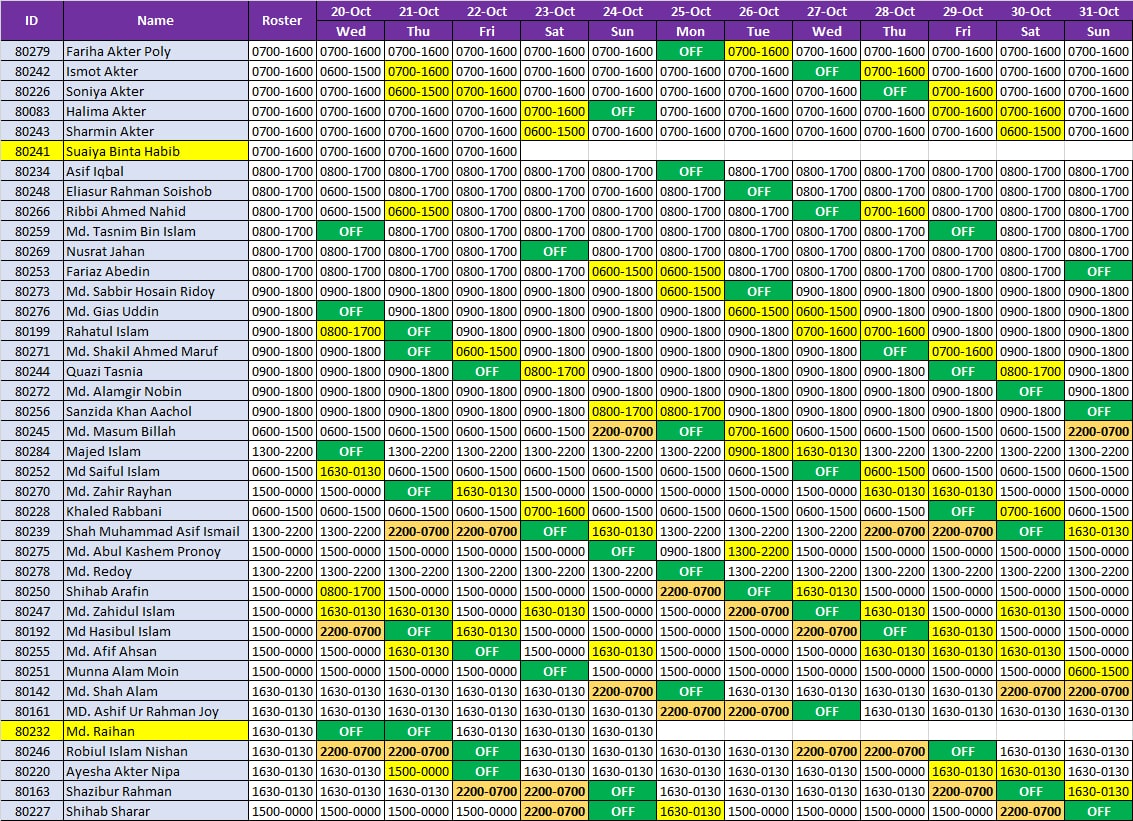 ID Name Roster 20-Oct 21-Oct 22-Oct 23-Oct 24-Oct 25-Oct 26-Oct 27-Oct 28-Oct 29-Oct 30-Oct 31-Oct
Wed Thu Fri Sat Sun Mon Tue Wed Thu Fri Sat Sun
80279 Fariha Akter Poly 0700-1600 0700-1600 0700-1600 0700-1600 0700-1600 0700-1600 OFF 0700-1600 0700-1600 0700-1600 0700-1600 0700-1600 0700-1600
80242 Ismot Akter 0700-1600 0600-1500 0700-1600 0700-1600 0700-1600 0700-1600 0700-1600 0700-1600 OFF 0700-1600 0700-1600 0700-1600 0700-1600
80226 Soniya Akter 0700-1600 0700-1600 0600-1500 0700-1600 0700-1600 0700-1600 0700-1600 0700-1600 0700-1600 OFF 0700-1600 0700-1600 0700-1600
80083 Halima Akter 0700-1600 0700-1600 0700-1600 0700-1600 0700-1600 OFF 0700-1600 0700-1600 0700-1600 0700-1600 0700-1600 0700-1600 0700-1600
80243 Sharmin Akter 0700-1600 0700-1600 0700-1600 0700-1600 0600-1500 0700-1600 0700-1600 0700-1600 0700-1600 0700-1600 0700-1600 0600-1500 0700-1600
80241 Suaiya Binta Habib 0700-1600 0700-1600 0700-1600 0700-1600
80234 Asif Iqbal 0800-1700 0800-1700 0800-1700 0800-1700 0800-1700 0800-1700 OFF 0800-1700 0800-1700 0800-1700 0800-1700 0800-1700 0800-1700
80248 Eliasur Rahman Soishob 0800-1700 0600-1500 0800-1700 0800-1700 0800-1700 0700-1600 0800-1700 OFF 0800-1700 0800-1700 0800-1700 0800-1700 0800-1700
80266 Ribbi Ahmed Nahid 0800-1700 0600-1500 0600-1500 0800-1700 0800-1700 0800-1700 0800-1700 0800-1700 OFF 0700-1600 0800-1700 0800-1700 0800-1700
80259 Md. Tasnim Bin Islam 0800-1700 OFF 0800-1700 0800-1700 0800-1700 0800-1700 0800-1700 0800-1700 0800-1700 0800-1700 OFF 0800-1700 0800-1700
80269 Nusrat Jahan 0800-1700 0800-1700 0800-1700 0800-1700 OFF 0800-1700 0800-1700 0800-1700 0800-1700 0800-1700 0800-1700 0800-1700 0800-1700
80253 Fariaz Abedin 0800-1700 0800-1700 0800-1700 0800-1700 0800-1700 0600-1500 0600-1500 0800-1700 0800-1700 0800-1700 0800-1700 0800-1700 OFF
80273 Md. Sabbir Hosain Ridoy 0900-1800 0900-1800 0900-1800 0900-1800 0900-1800 0900-1800 0600-1500 OFF 0900-1800 0900-1800 0900-1800 0900-1800 0900-1800
80276 Md. Gias Uddin 0900-1800 OFF 0900-1800 0900-1800 0900-1800 0900-1800 0900-1800 0600-1500 0600-1500 0900-1800 0900-1800 0900-1800 0900-1800
80199 Rahatul Islam 0900-1800 0800-1700 OFF 0900-1800 0900-1800 0900-1800 0900-1800 0900-1800 0700-1600 0700-1600 0900-1800 0900-1800 0900-1800
80271 Md. Shakil Ahmed Maruf 0900-1800 0900-1800 OFF 0600-1500 0900-1800 0900-1800 0900-1800 0900-1800 0900-1800 OFF 0700-1600 0900-1800 0900-1800
80244 Quazi Tasnia 0900-1800 0900-1800 0900-1800 OFF 0800-1700 0900-1800 0900-1800 0900-1800 0900-1800 0900-1800 OFF 0800-1700 0900-1800
80272 Md. Alamgir Nobin 0900-1800 0900-1800 0900-1800 0900-1800 0900-1800 0900-1800 0900-1800 0900-1800 0900-1800 0900-1800 0900-1800 OFF 0900-1800
80256 Sanzida Khan Aachol 0900-1800 0900-1800 0900-1800 0900-1800 0900-1800 0800-1700 0800-1700 0900-1800 0900-1800 0900-1800 0900-1800 0900-1800 OFF
80245 Md. Masum Billah 0600-1500 0600-1500 0600-1500 0600-1500 0600-1500 2200-0700 OFF 0700-1600 0600-1500 0600-1500 0600-1500 0600-1500 2200-0700
80284 Majed Islam 1300-2200 OFF 1300-2200 1300-2200 1300-2200 1300-2200 1300-2200 0900-1800 1630-0130 1300-2200 1300-2200 1300-2200 1300-2200
80252 Md Saiful Islam 0600-1500 1630-0130 0600-1500 0600-1500 0600-1500 0600-1500 0600-1500 0600-1500 OFF 0600-1500 0600-1500 0600-1500 0600-1500
80270 Md. Zahir Rayhan 1500-0000 1500-0000 OFF 1630-0130 1500-0000 1500-0000 1500-0000 1500-0000 1500-0000 1630-0130 1630-0130 1500-0000 1500-0000
80228 Khaled Rabbani 0600-1500 0600-1500 0600-1500 0600-1500 0700-1600 0600-1500 0600-1500 0600-1500 0600-1500 0600-1500 OFF 0700-1600 0600-1500
80239 Shah Muhammad Asif Ismail 1300-2200 1300-2200 2200-0700 2200-0700 OFF 1630-0130 1300-2200 1300-2200 1300-2200 2200-0700 2200-0700 OFF 1630-0130
80275 Md. Abul Kashem Pronoy 1500-0000 1500-0000 1500-0000 1500-0000 1500-0000 OFF 0900-1800 1300-2200 1500-0000 1500-0000 1500-0000 1500-0000 1500-0000
80278 Md. Redoy 1300-2200 1300-2200 1300-2200 1300-2200 1300-2200 1300-2200 OFF 1300-2200 1300-2200 1300-2200 1300-2200 1300-2200 1300-2200
80250 Shihab Arafin 1500-0000 0800-1700 1500-0000 1500-0000 1500-0000 1500-0000 2200-0700 OFF 1630-0130 1500-0000 1500-0000 1500-0000 1500-0000
80247 Md. Zahidul Islam 1500-0000 1630-0130 1630-0130 1500-0000 1630-0130 1500-0000 1500-0000 2200-0700 OFF 1630-0130 1500-0000 1630-0130 1500-0000
80192 Md Hasibul Islam 1500-0000 2200-0700 OFF 1630-0130 1500-0000 1500-0000 1500-0000 1500-0000 2200-0700 OFF 1630-0130 1500-0000 1500-0000
80255 Md. Afif Ahsan 1500-0000 1500-0000 1630-0130 OFF 1500-0000 1630-0130 1500-0000 1500-0000 1500-0000 1630-0130 1630-0130 1630-0130 1500-0000
80251 Munna Alam Moin 1500-0000 1500-0000 1500-0000 1500-0000 OFF 1500-0000 1500-0000 1500-0000 1500-0000 1500-0000 1500-0000 1500-0000 0600-1500
80142 Md. Shah Alam 1630-0130 1630-0130 1630-0130 1630-0130 1630-0130 2200-0700 OFF 1630-0130 1630-0130 1630-0130 1630-0130 2200-0700 2200-0700
80161 MD. Ashif Ur Rahman Joy 1630-0130 1630-0130 1630-0130 1630-0130 1630-0130 1630-0130 2200-0700 2200-0700 OFF 1630-0130 1630-0130 1630-0130 1630-0130
80232 Md. Raihan 1630-0130 OFF OFF 1630-0130 1630-0130 1630-0130
80246 Robiul Islam Nishan 1630-0130 2200-0700 2200-0700 OFF 1630-0130 1630-0130 1630-0130 1630-0130 2200-0700 2200-0700 OFF 1630-0130 1630-0130
80220 Ayesha Akter Nipa 1630-0130 1630-0130 1500-0000 OFF 1630-0130 1630-0130 1630-0130 1630-0130 1630-0130 1500-0000 1630-0130 1630-0130 1630-0130
80163 Shazibur Rahman 1630-0130 1630-0130 1630-0130 2200-0700 2200-0700 OFF 1630-0130 1630-0130 1630-0130 1630-0130 2200-0700 OFF 1630-0130
80227 Shihab Sharar 1500-0000 1500-0000 1500-0000 1500-0000 2200-0700 OFF 1630-0130 1500-0000 1500-0000 1500-0000 1500-0000 2200-0700 OFF